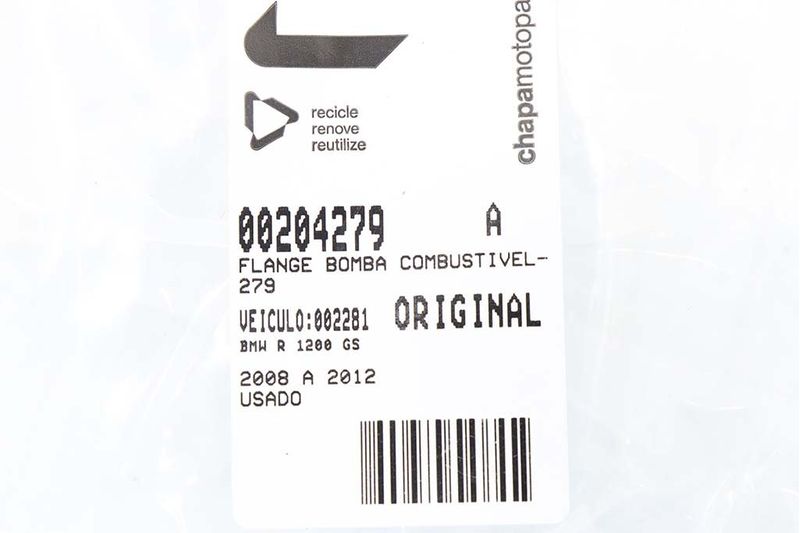 recicle
renove
reutilize
chapamotopa
00204279 A
FLANGE BOMBA COMBUSTIVEL-
279
VEICULO:002281 ORIGINAL
BMW R 1200 GS
2008 A 2012
USADO